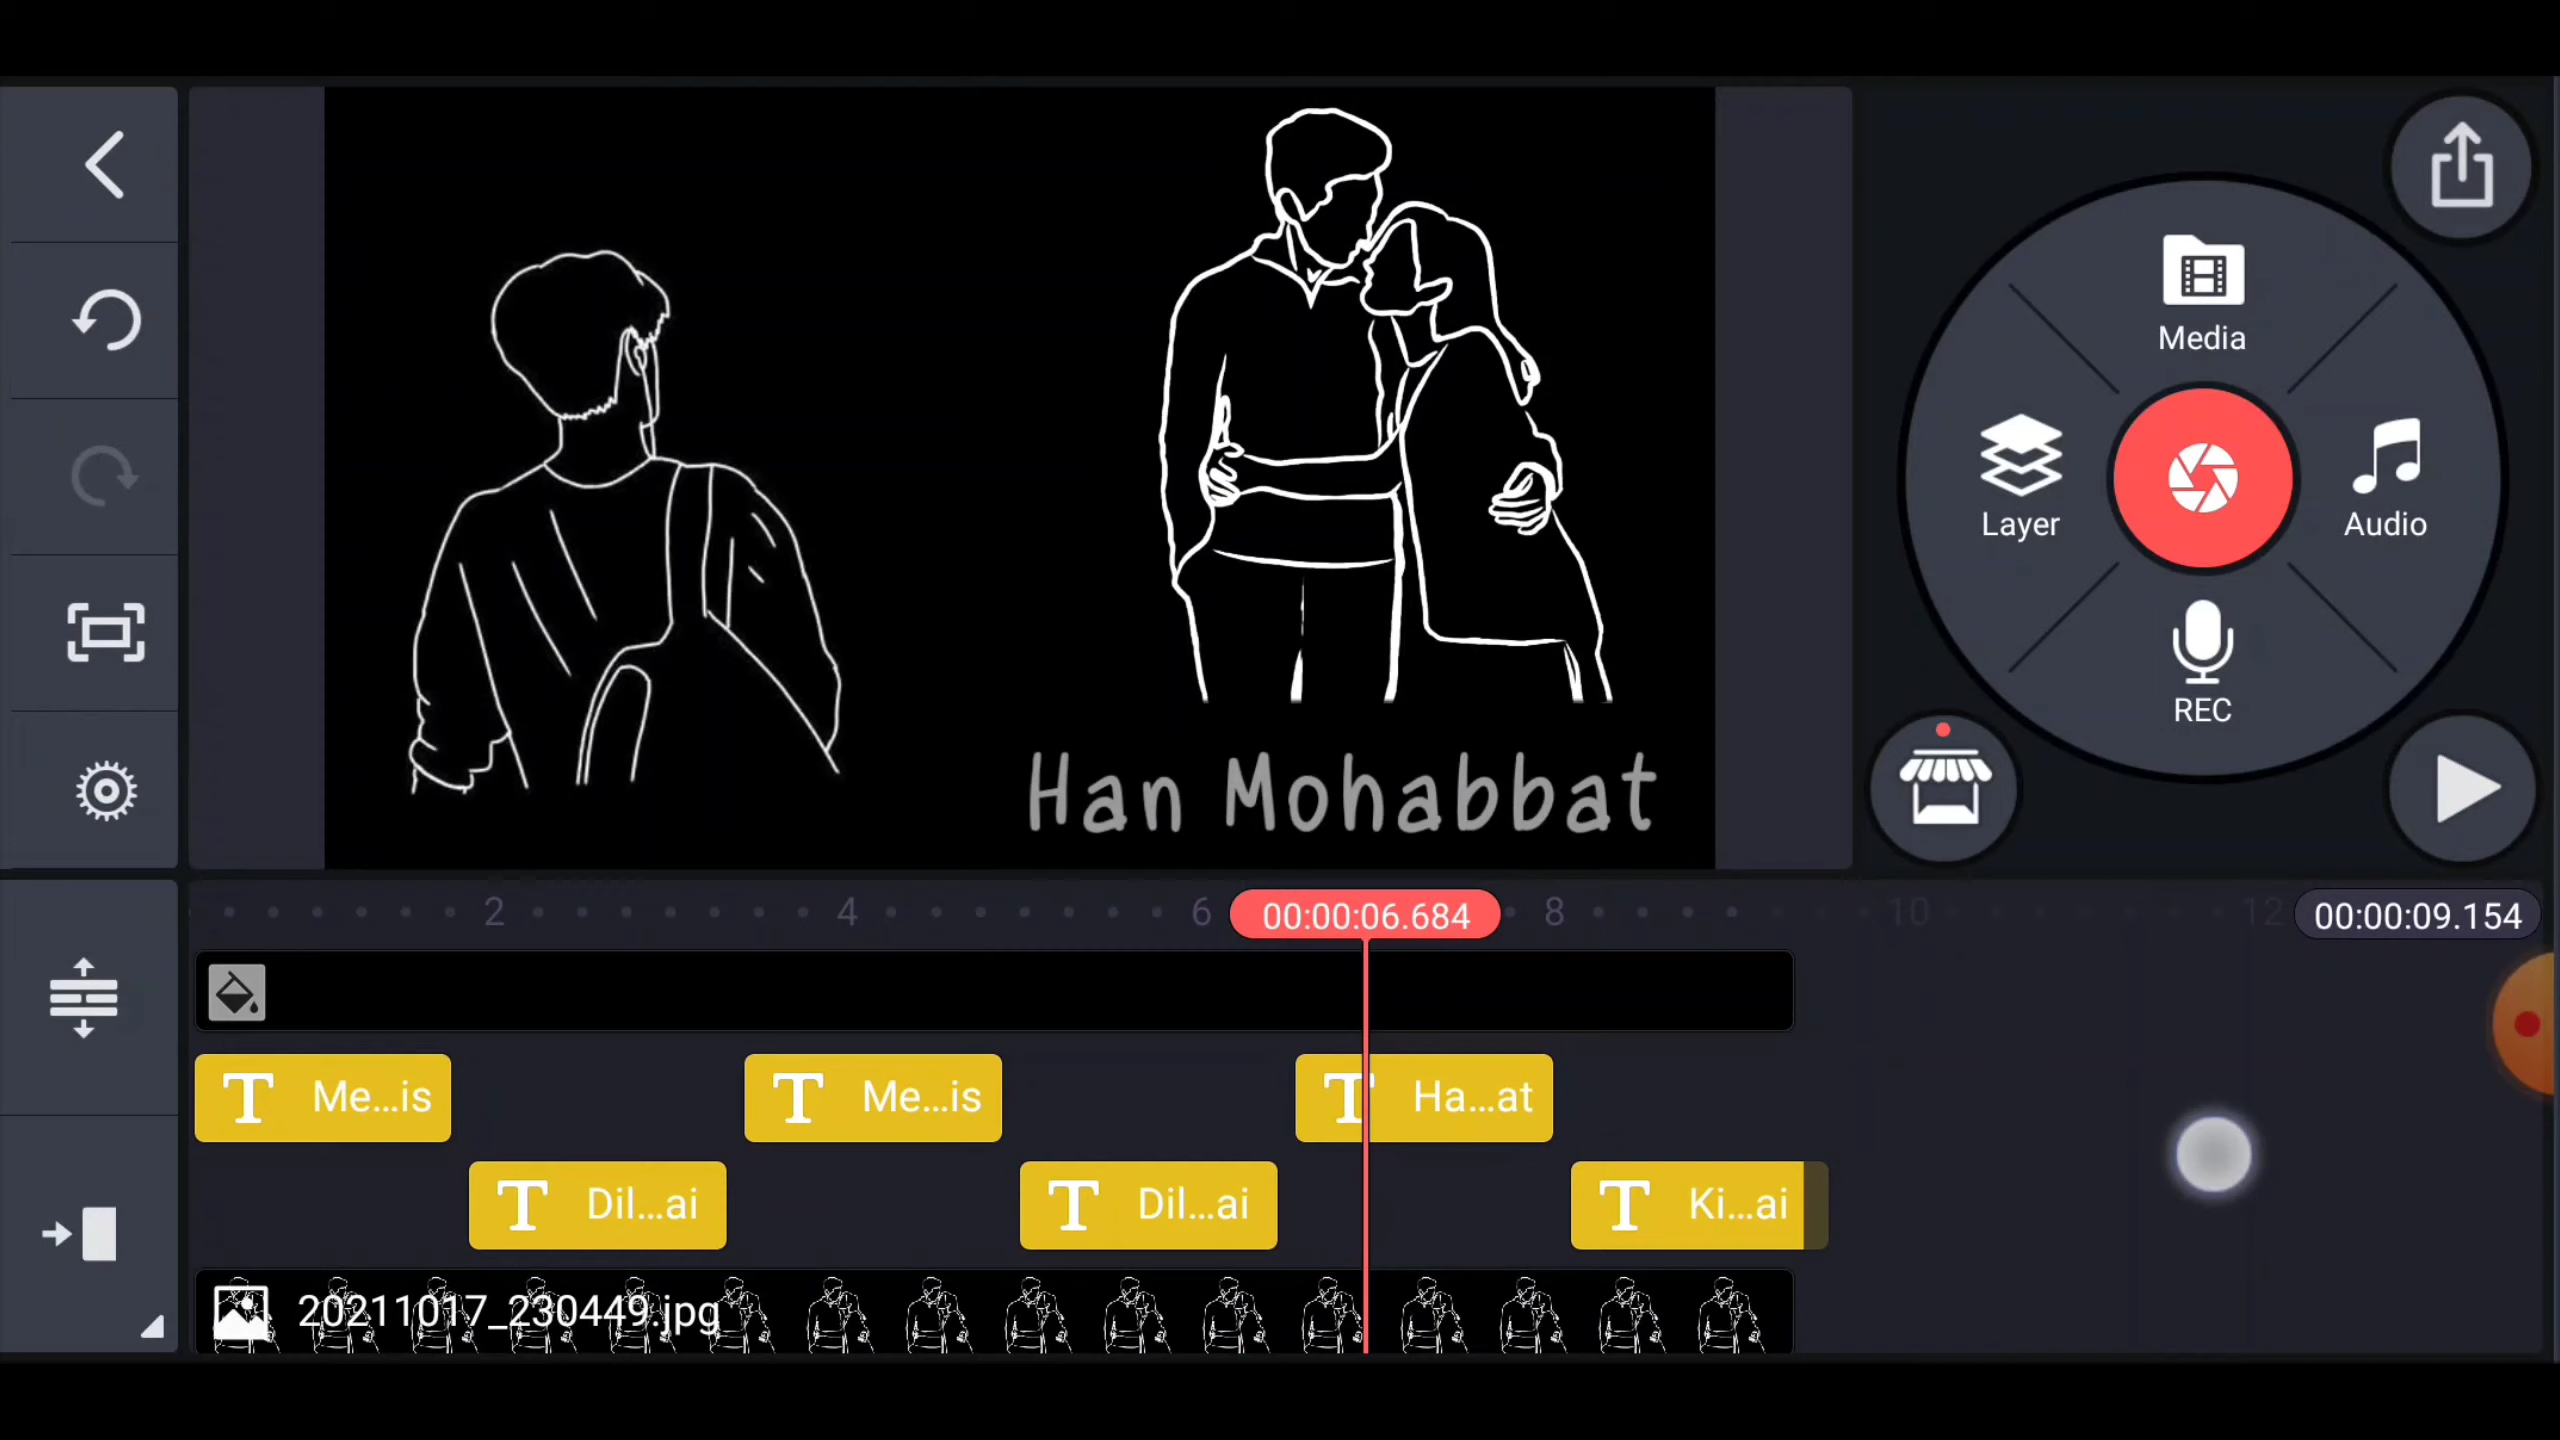 Media
Layer
Audio
REC
Han Mohabbat
2
4
6
00:00:06.684
8
10
12
00:00:09.154
T Me...is
T Me...is
T Ha...at
T Dil...ai
T Dil...ai
T Ki...ai
20211017_230449.jpg